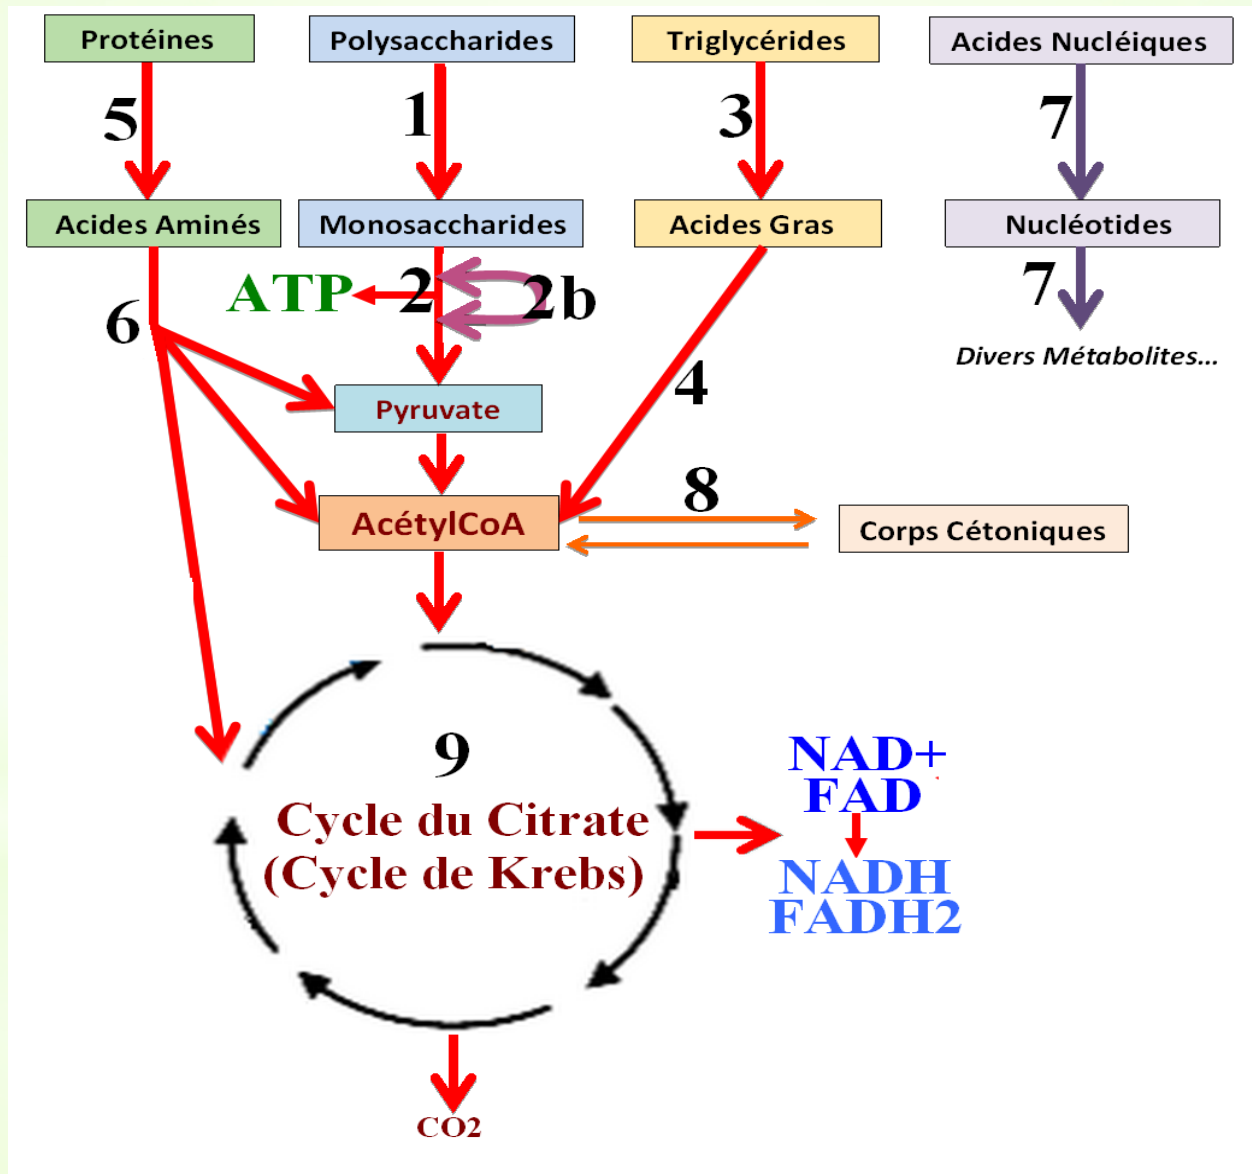 Protéines
Polysaccharides
Triglycérides
Acides Nucléiques
5
1
3
7
Acides Aminés
Monosaccharides
Acides Gras
Nucléotides
ATP
2
2b
7
6
Divers Métabolites...
Pyruvate
4
8
AcétylCoA
Corps Cétoniques
9
Cycle du Citrate
(Cycle de Krebs)
NAD+
FAD
NADH
FADH2
CO2